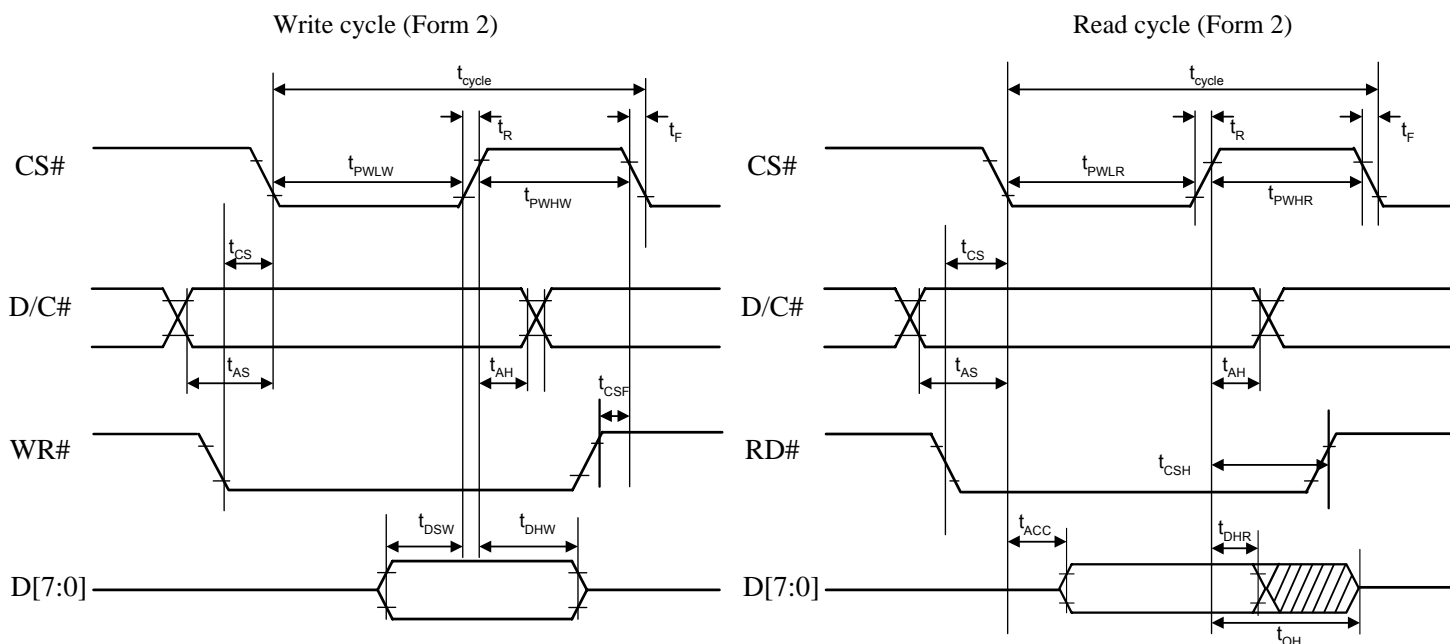 Write cycle (Form 2)
tcycle
tR
tF
CS#
tPWLW
tPWHW
tCS
D/C#
tAS
tAH
tCSF
WR#
tDSW
tDHW
D[7:0]
Read cycle (Form 2)
tcycle
tR
tF
CS#
tPWLR
tPWHR
tCS
D/C#
tAS
tAH
RD#
tCSH
tACC
tDHR
D[7:0]
tOH